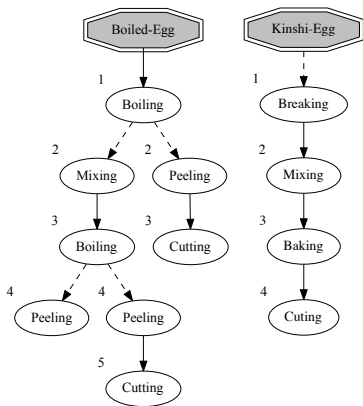 Boiled-Egg
1
Boiling
2
Mixing
2
Peeling
3
Boiling
3
Cutting
4
Peeling
4
Peeling
5
Cutting
Kinshi-Egg
1
Breaking
2
Mixing
3
Baking
4
Cuting